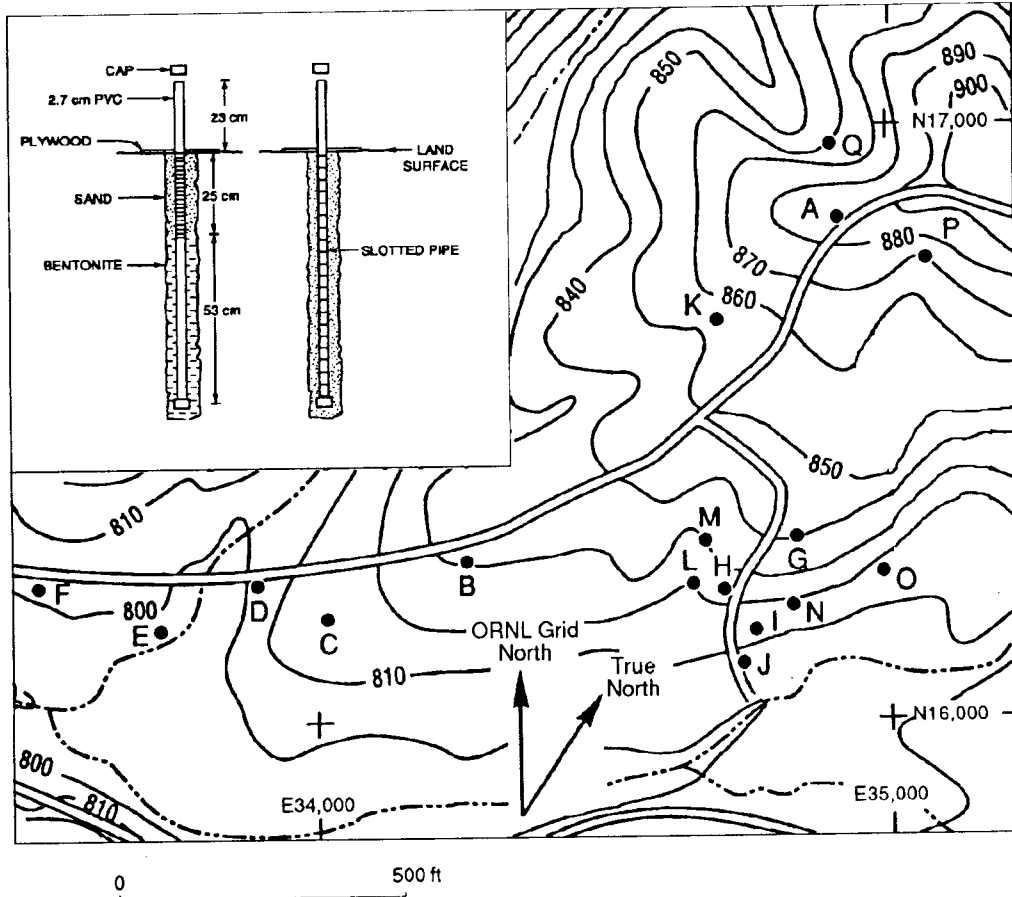 CAP
2.7 cm PVC
23 cm
PLYWOOD
LAND
SURFACE
SAND
25 cm
BENTONITE
SLOTTED PIPE
53 cm
850
890
900
N17,000
Q
A
P
880
870
860
840
K
850
810
M
G
L
H
O
B
F
800
D
N
E
C
I
ORNL Grid
North
True
North
J
810
N16,000
800
810
E34,000
E35,000
0
500 ft